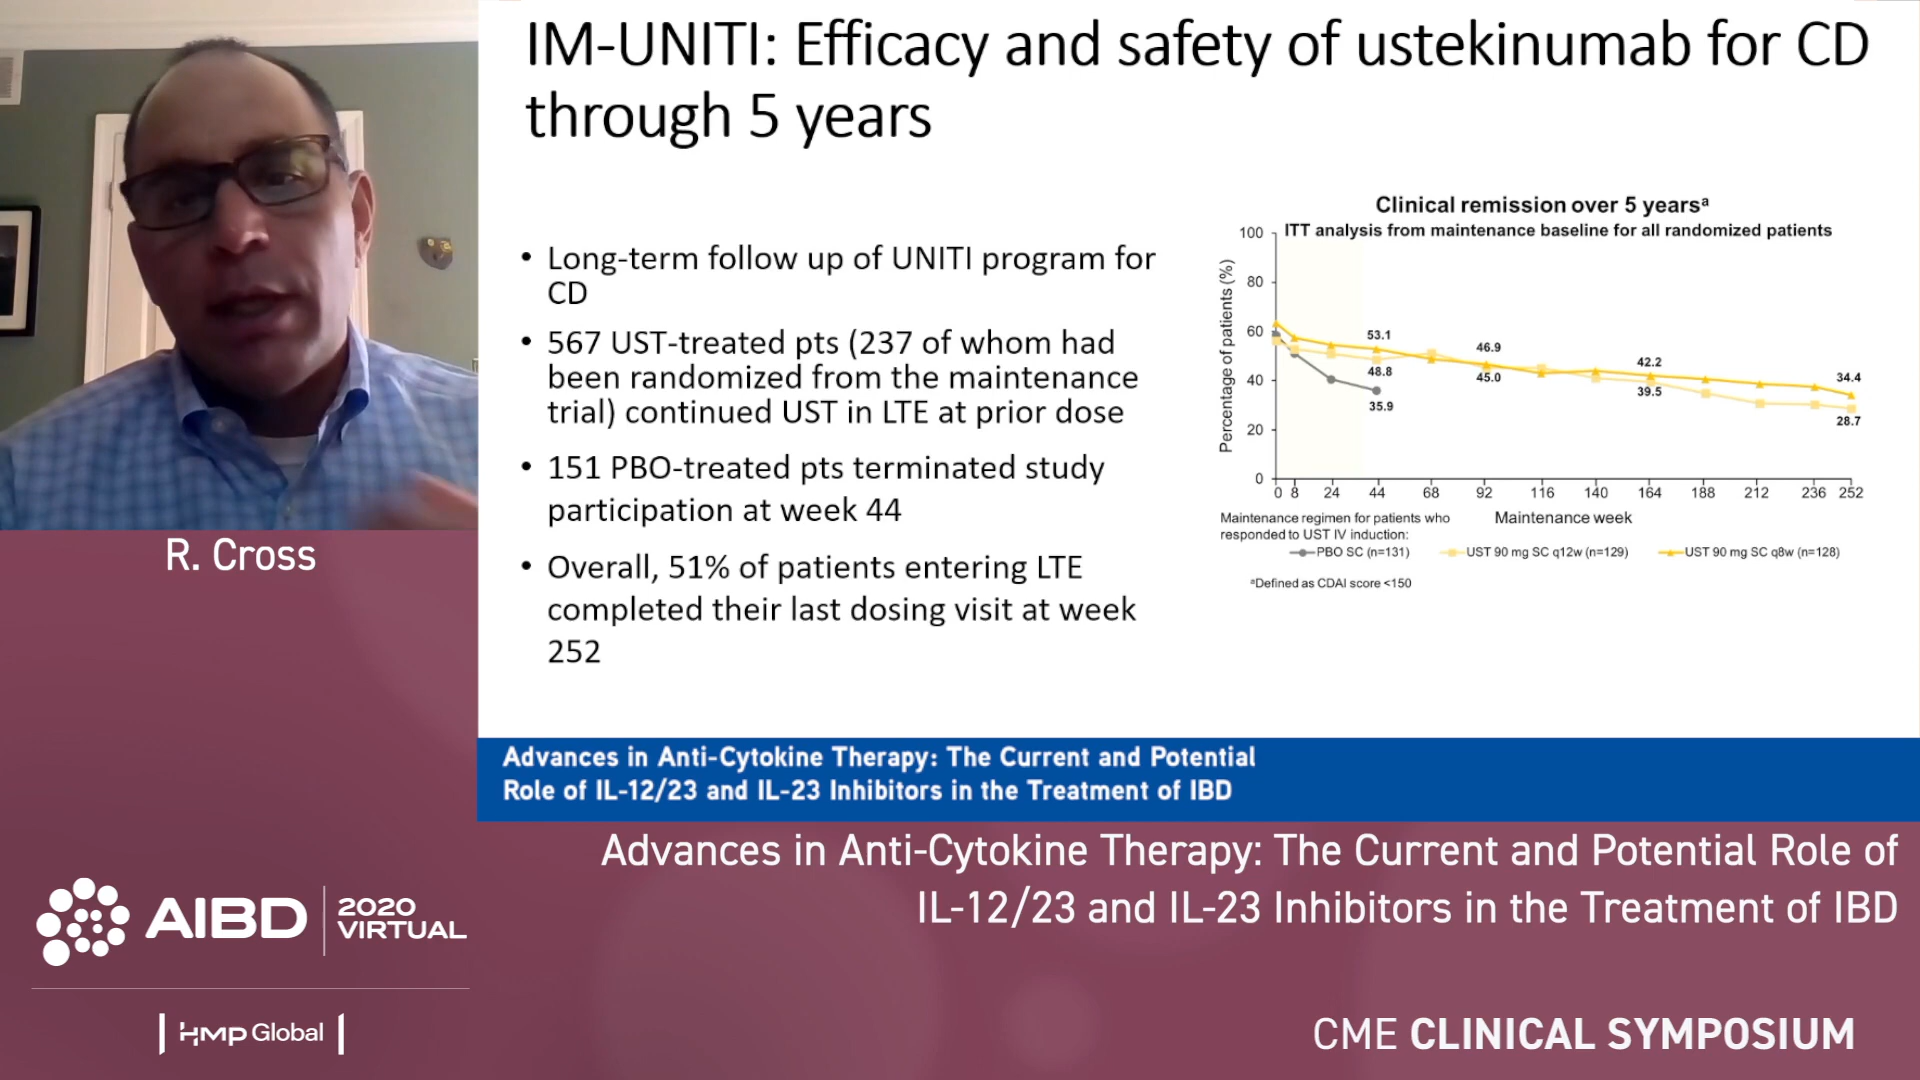 IM-UNITI: Efficacy and safety of ustekinumab for CD
through 5 years
• Long-term follow up of UNITI program for
CD
• 567 UST-treated pts (237 of whom had
been randomized from the maintenance
trial) continued UST in LTE at prior dose
• 151 PBO-treated pts terminated study
participation at week 44
• Overall, 51% of patients entering LTE
completed their last dosing visit at week
252
Clinical remission over 5 yearsᵃ
ITT analysis from maintenance baseline for all randomized patients
Percentage of patients (%)
100
80
60
40
20
0
53.1
48.8
35.9
46.9
45.0
42.2
39.5
34.4
28.7
0 8 24 44 68 92 116 140 164 188 212 236 252
Maintenance week
Maintenance regimen for patients who
responded to UST IV induction:
PBO SC (n=131) UST 90 mg SC q12w (n=129) UST 90 mg SC q8w (n=128)
ᵃDefined as CDAI score <150
R. Cross
Advances in Anti-Cytokine Therapy: The Current and Potential
Role of IL-12/23 and IL-23 Inhibitors in the Treatment of IBD
Advances in Anti-Cytokine Therapy: The Current and Potential Role of
IL-12/23 and IL-23 Inhibitors in the Treatment of IBD
AIBD 2020
VIRTUAL
HMP Global
CME CLINICAL SYMPOSIUM